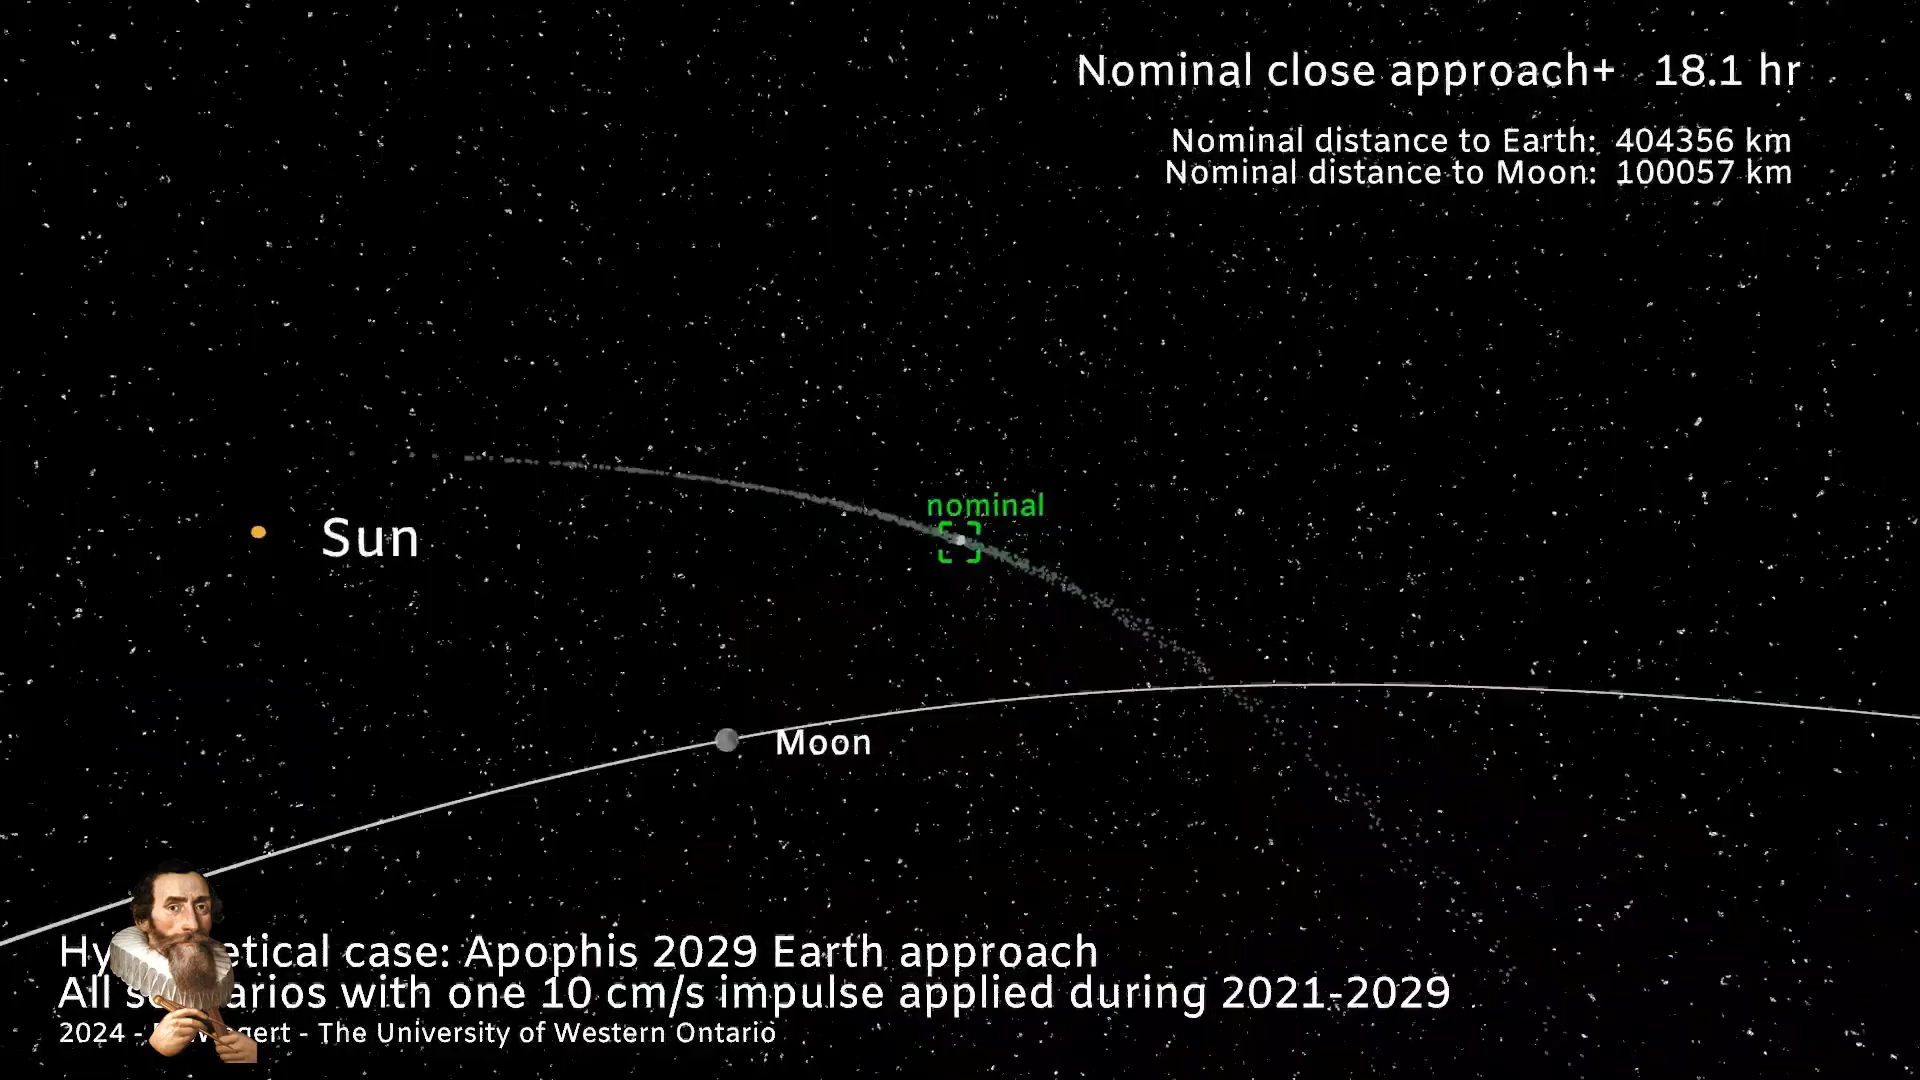 Nominal close approach+ 18.1 hr
Nominal distance to Earth: 404356 km
Nominal distance to Moon: 100057 km
nominal
Sun
Moon
etical case: Apophis 2029 Earth approach
All arios with one 10 cm/s impulse applied during 2021-2029
2024 - The University of Western Ontario